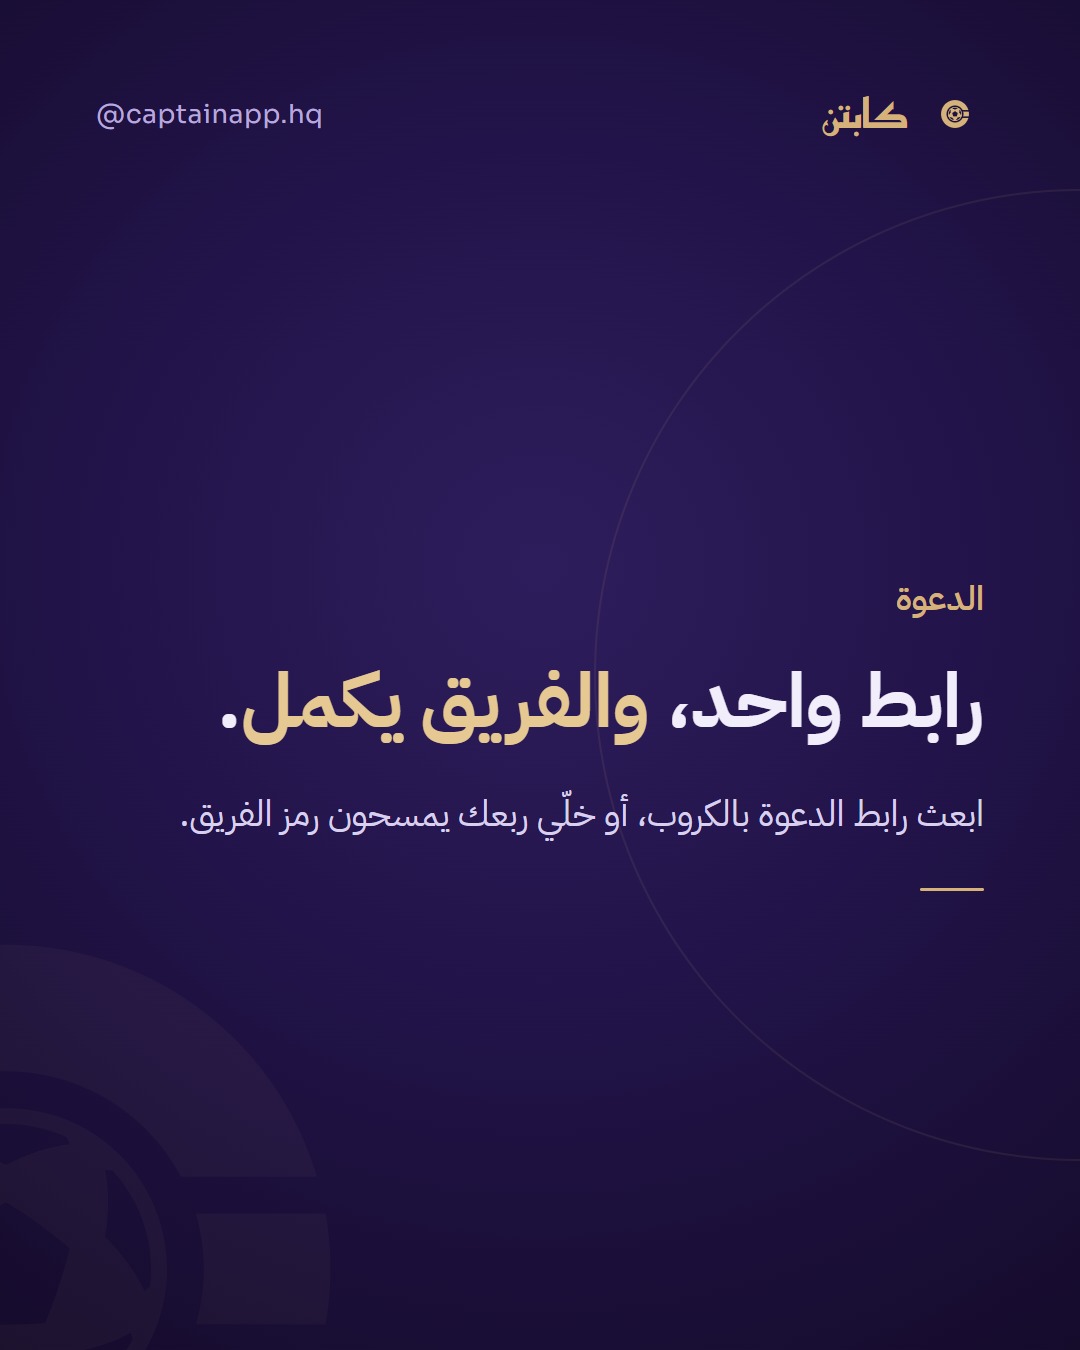 كابتن
@captainapp.hq
الدعوة
رابط واحد، والفريق يكمل.
ابعث رابط الدعوة بالكروب، أو خلّي ربعك يمسحون رمز الفريق.